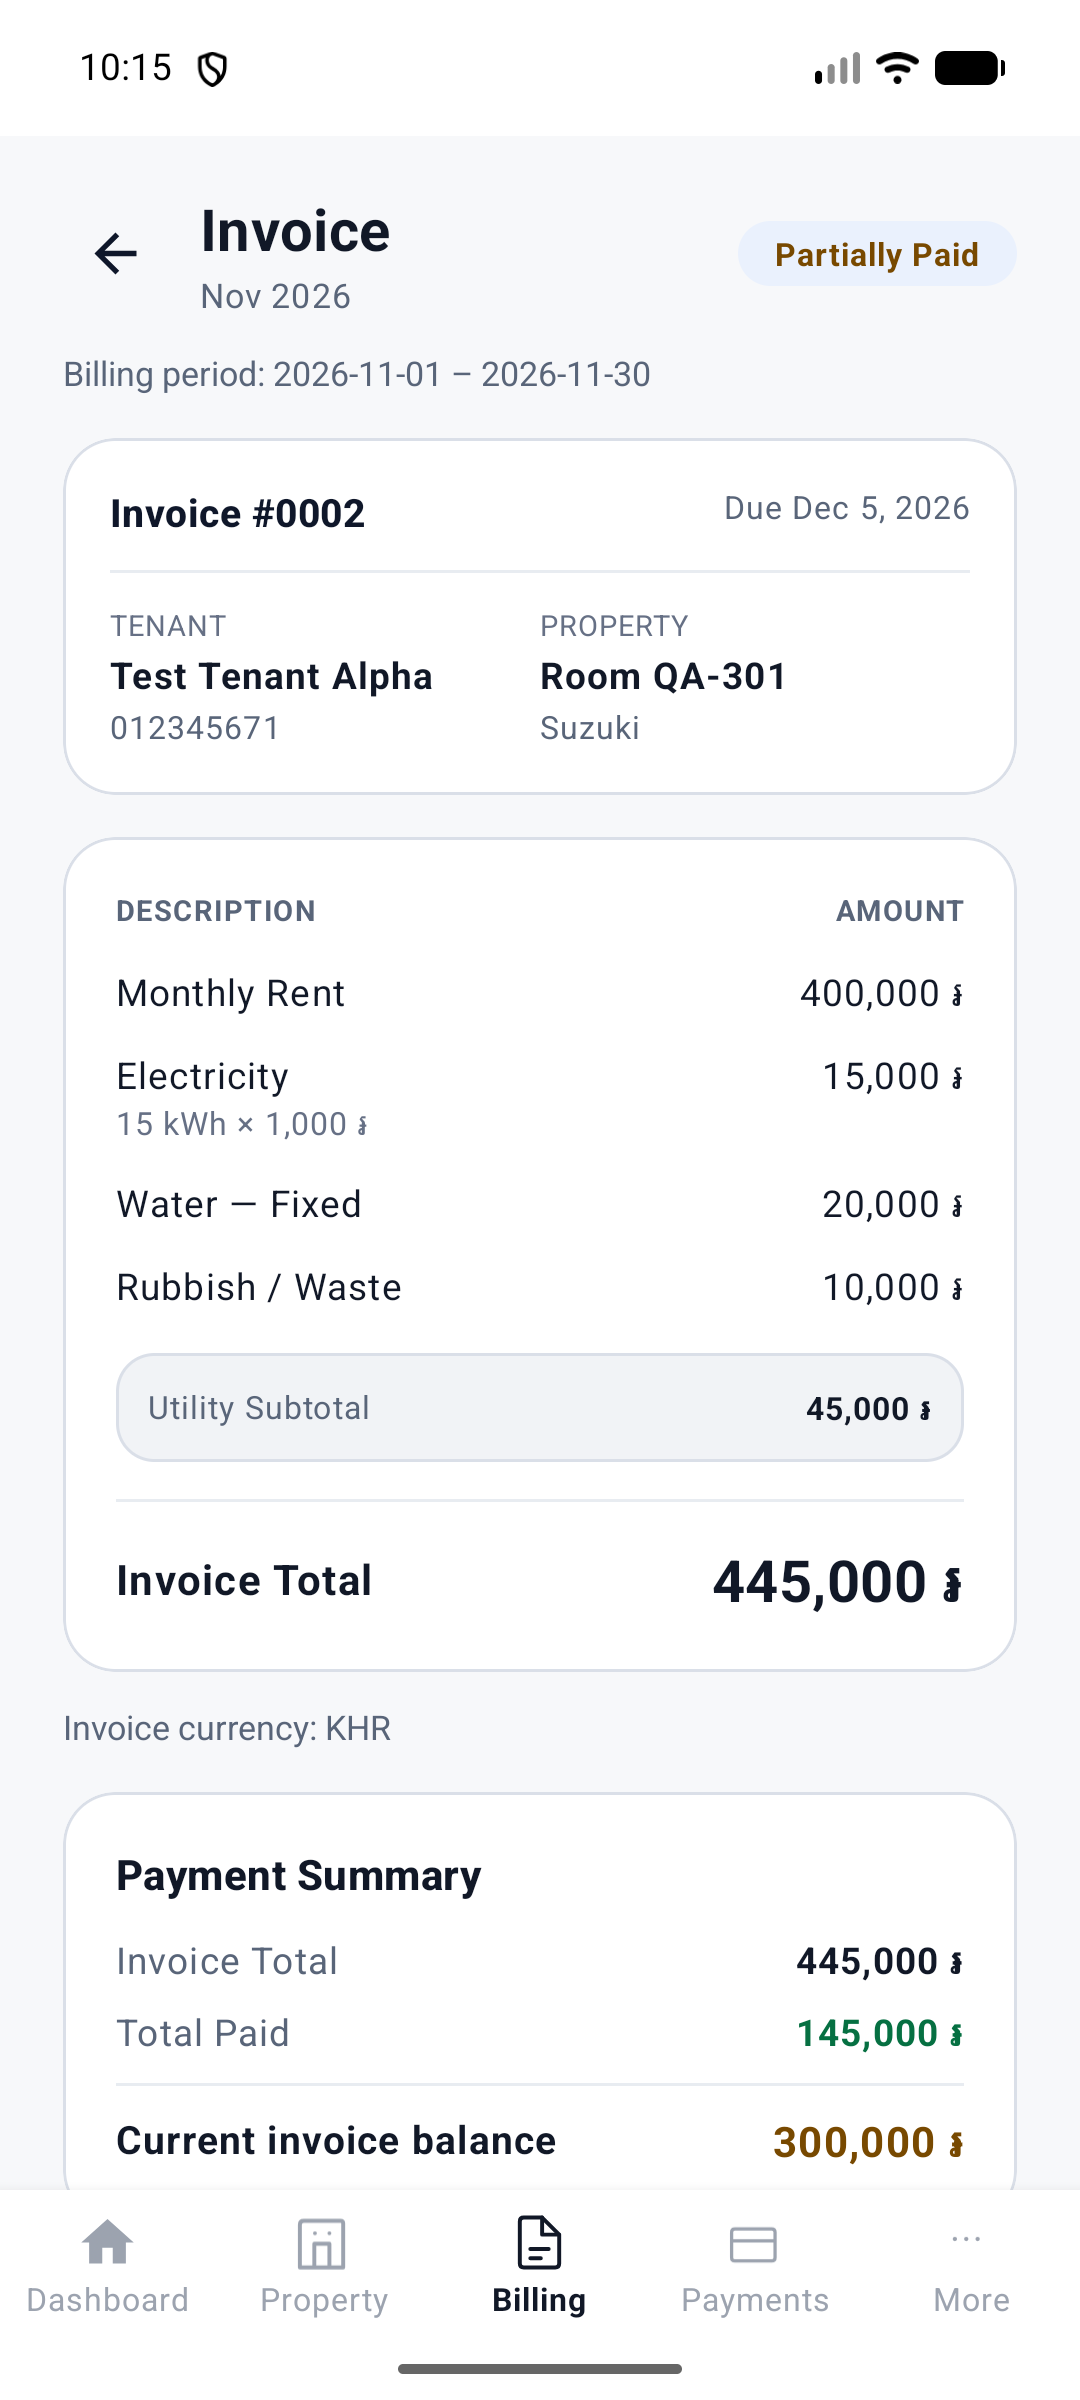 10:15
Invoice
Nov 2026
Partially Paid
Billing period: 2026-11-01 – 2026-11-30
Invoice #0002
Due Dec 5, 2026
TENANT
PROPERTY
Test Tenant Alpha
Room QA-301
012345671
Suzuki
DESCRIPTION
AMOUNT
Monthly Rent
400,000 ៛
Electricity
15,000 ៛
15 kWh × 1,000 ៛
Water — Fixed
20,000 ៛
Rubbish / Waste
10,000 ៛
Utility Subtotal
45,000 ៛
Invoice Total
445,000 ៛
Invoice currency: KHR
Payment Summary
Invoice Total
445,000 ៛
Total Paid
145,000 ៛
Current invoice balance
300,000 ៛
Dashboard
Property
Billing
Payments
More